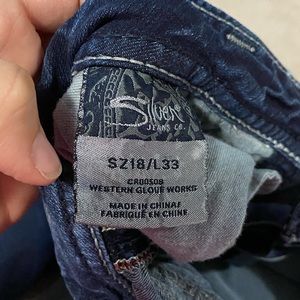 Silver
JEANS CO.
SZ18/L33
CR00508
WESTERN GLOVE WORKS
MADE IN CHINA
FABRIQUÉ EN CHINE